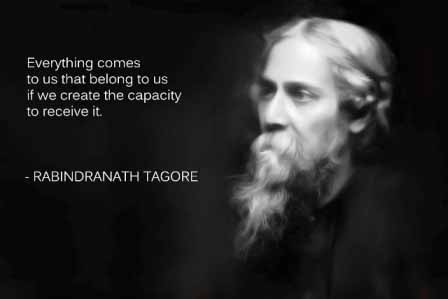 Everything comes
to us that belong to us
if we create the capacity
to receive it.
- RABINDRANATH TAGORE